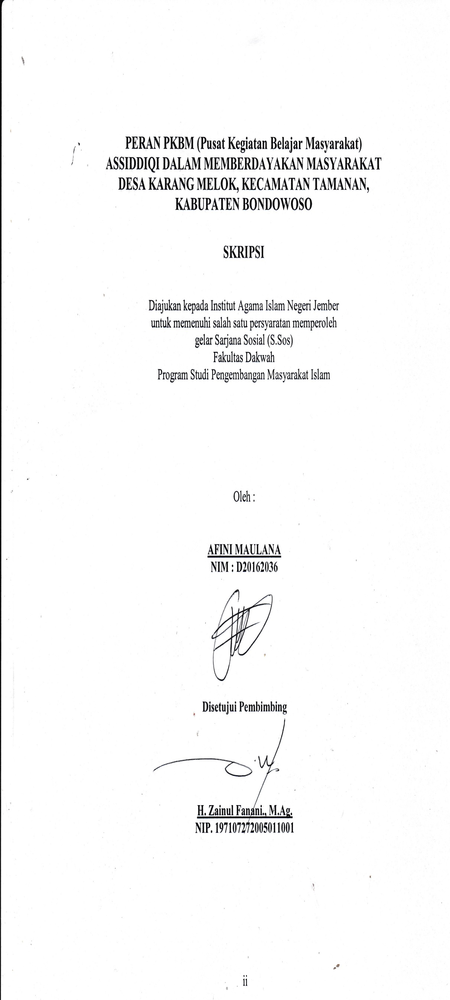 PERAN PKBM (Pusat Kegiatan Belajar Masyarakat)
ASSIDDIQI DALAM MEMBERDAYAKAN MASYARAKAT
DESA KARANG MELOK, KECAMATAN TAMANAN,
KABUPATEN BONDOWOSO
SKRIPSI
Diajukan kepada Institut Agama Islam Negeri Jember
untuk memenuhi salah satu persyaratan memperoleh
gelar Sarjana Sosial (S.Sos)
Fakultas Dakwah
Program Studi Pengembangan Masyarakat Islam
Oleh :
AFINI MAULANA
NIM : D20162036
Disetujui Pembimbing
H. Zainul Fanani., M.Ag.
NIP. 197107272005011001
ii